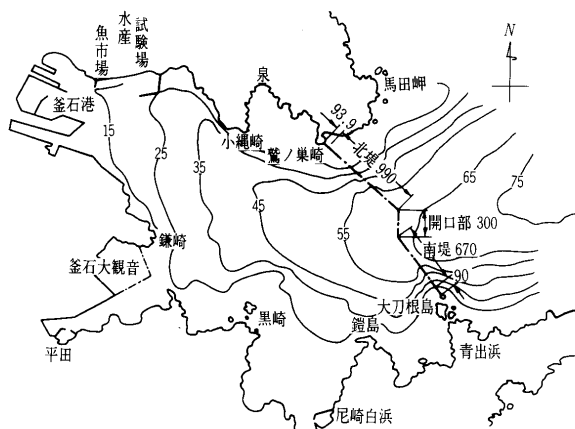 N
魚市場
水産
試験場
釜石港
15
25
35
45
55
65
75
泉
馬田岬
93.9
小縄崎
鷲ノ巣崎
北堤 990
開口部 300
南堤 670
90
鎌崎
釜石大観音
平田
黒崎
鎧島
大刀根島
青出浜
尼崎白浜